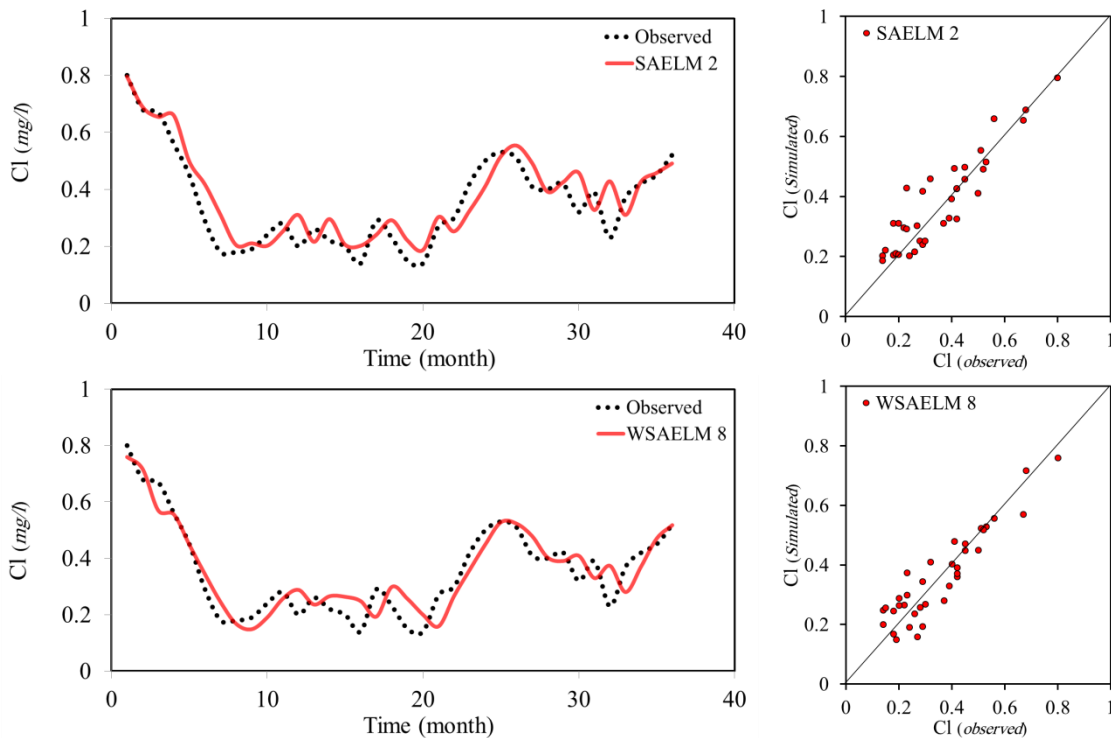 1
0.8
0.6
0.4
0.2
0
Cl (mg/l)
Observed
SAELM 2
0 10 20 30 40
Time (month)
1
0.8
0.6
0.4
0.2
0
Cl (Simulated)
SAELM 2
0 0.2 0.4 0.6 0.8 1
Cl (observed)
1
0.8
0.6
0.4
0.2
0
Cl (mg/l)
Observed
WSAELM 8
0 10 20 30 40
Time (month)
1
0.8
0.6
0.4
0.2
0
Cl (Simulated)
WSAELM 8
0 0.2 0.4 0.6 0.8 1
Cl (observed)